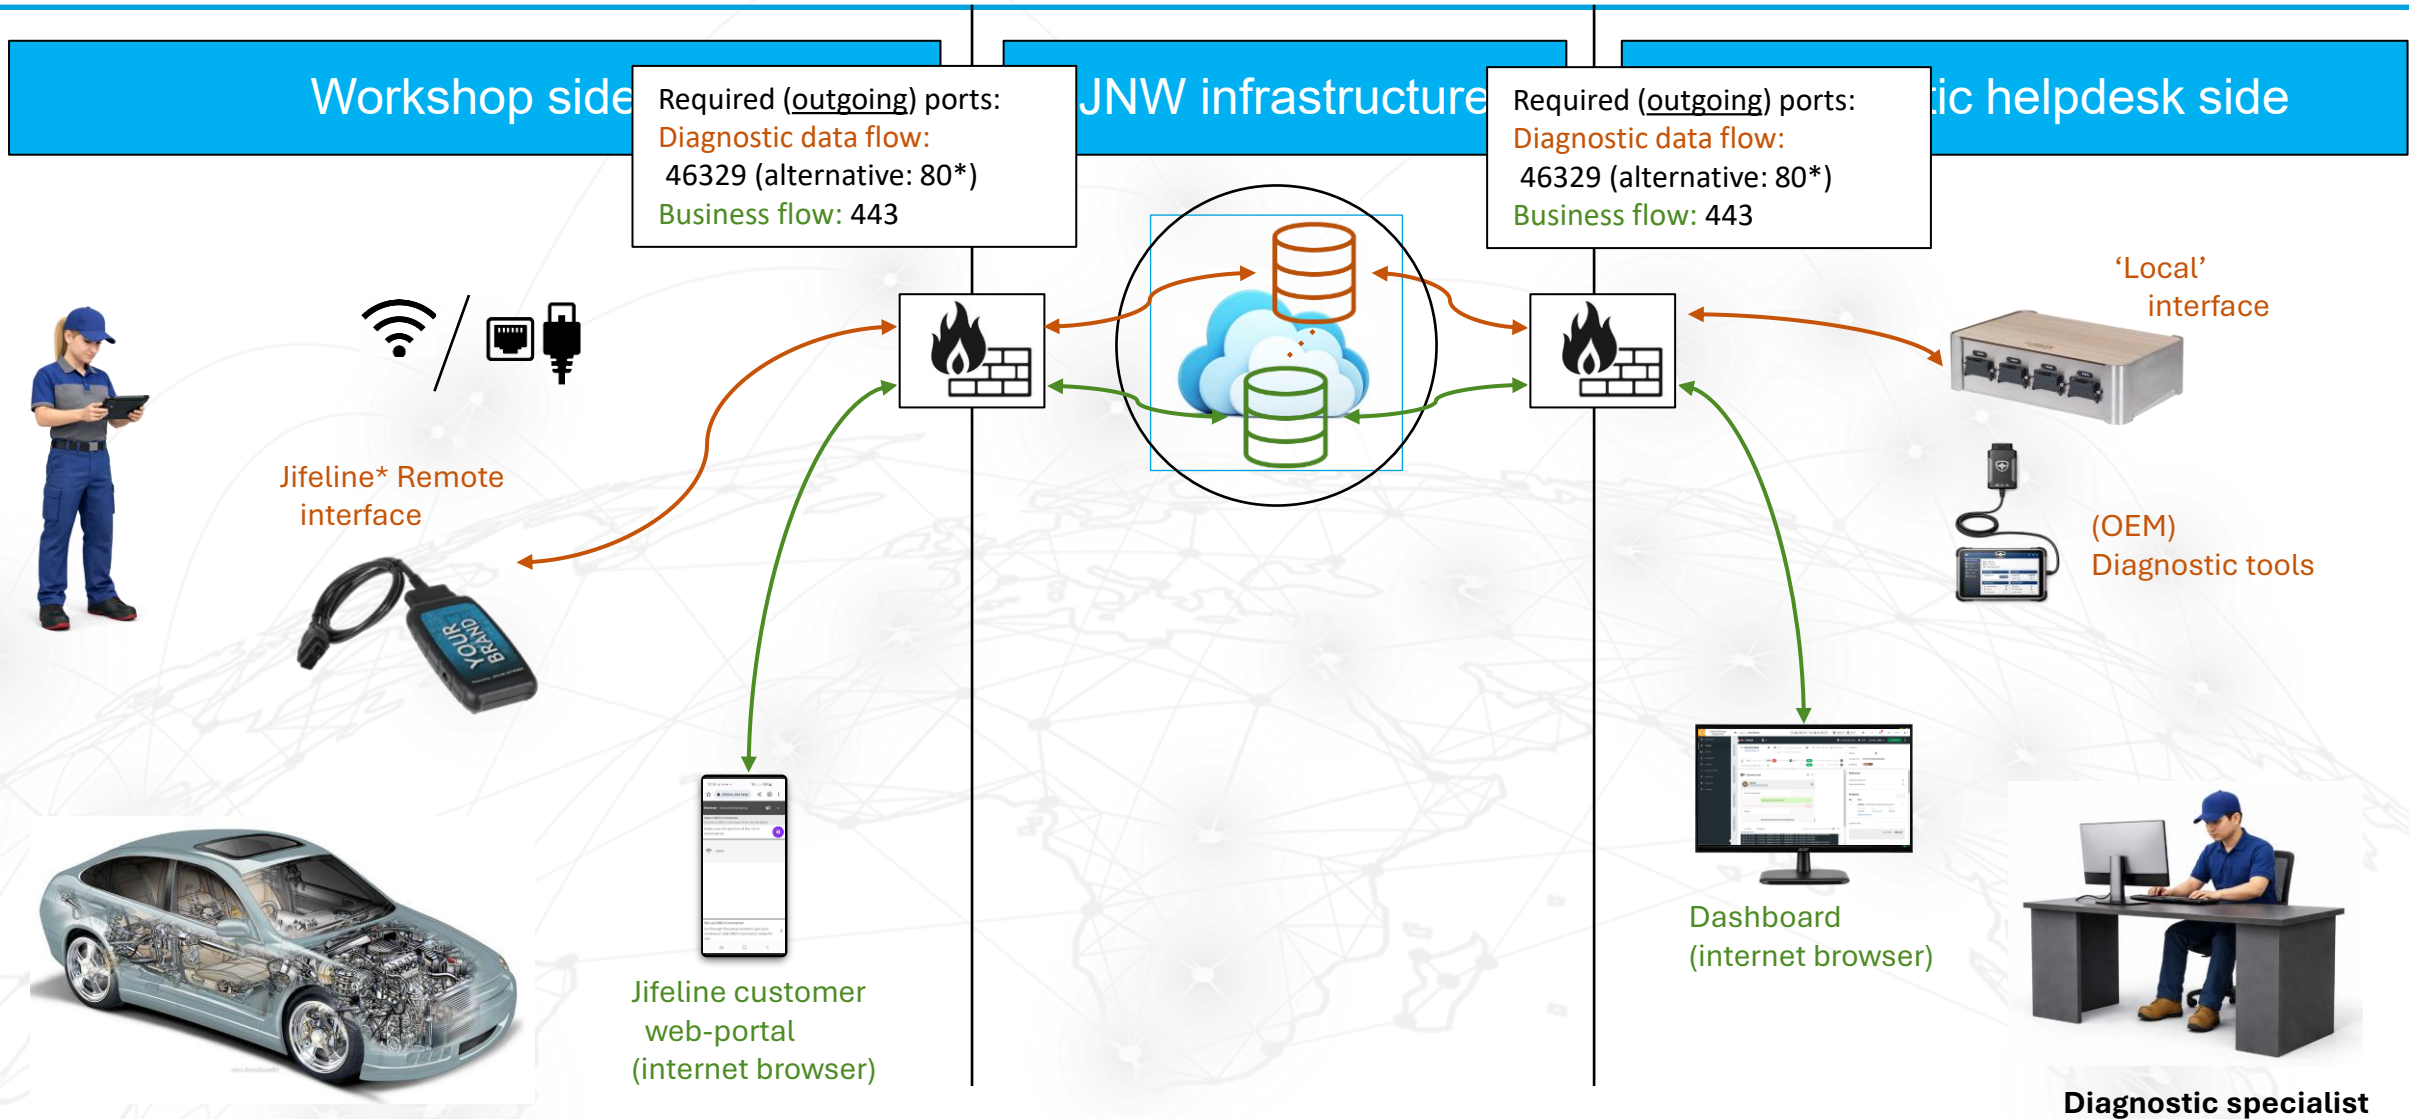 Workshop side
JNW infrastructure
tic helpdesk side
Required (outgoing) ports:
Diagnostic data flow:
46329 (alternative: 80*)
Business flow: 443
Required (outgoing) ports:
Diagnostic data flow:
46329 (alternative: 80*)
Business flow: 443
‘Local’
interface
Jifeline* Remote
interface
YOUR
BRAND
(OEM)
Diagnostic tools
Dashboard
(internet browser)
Jifeline customer
web-portal
(internet browser)
Diagnostic specialist